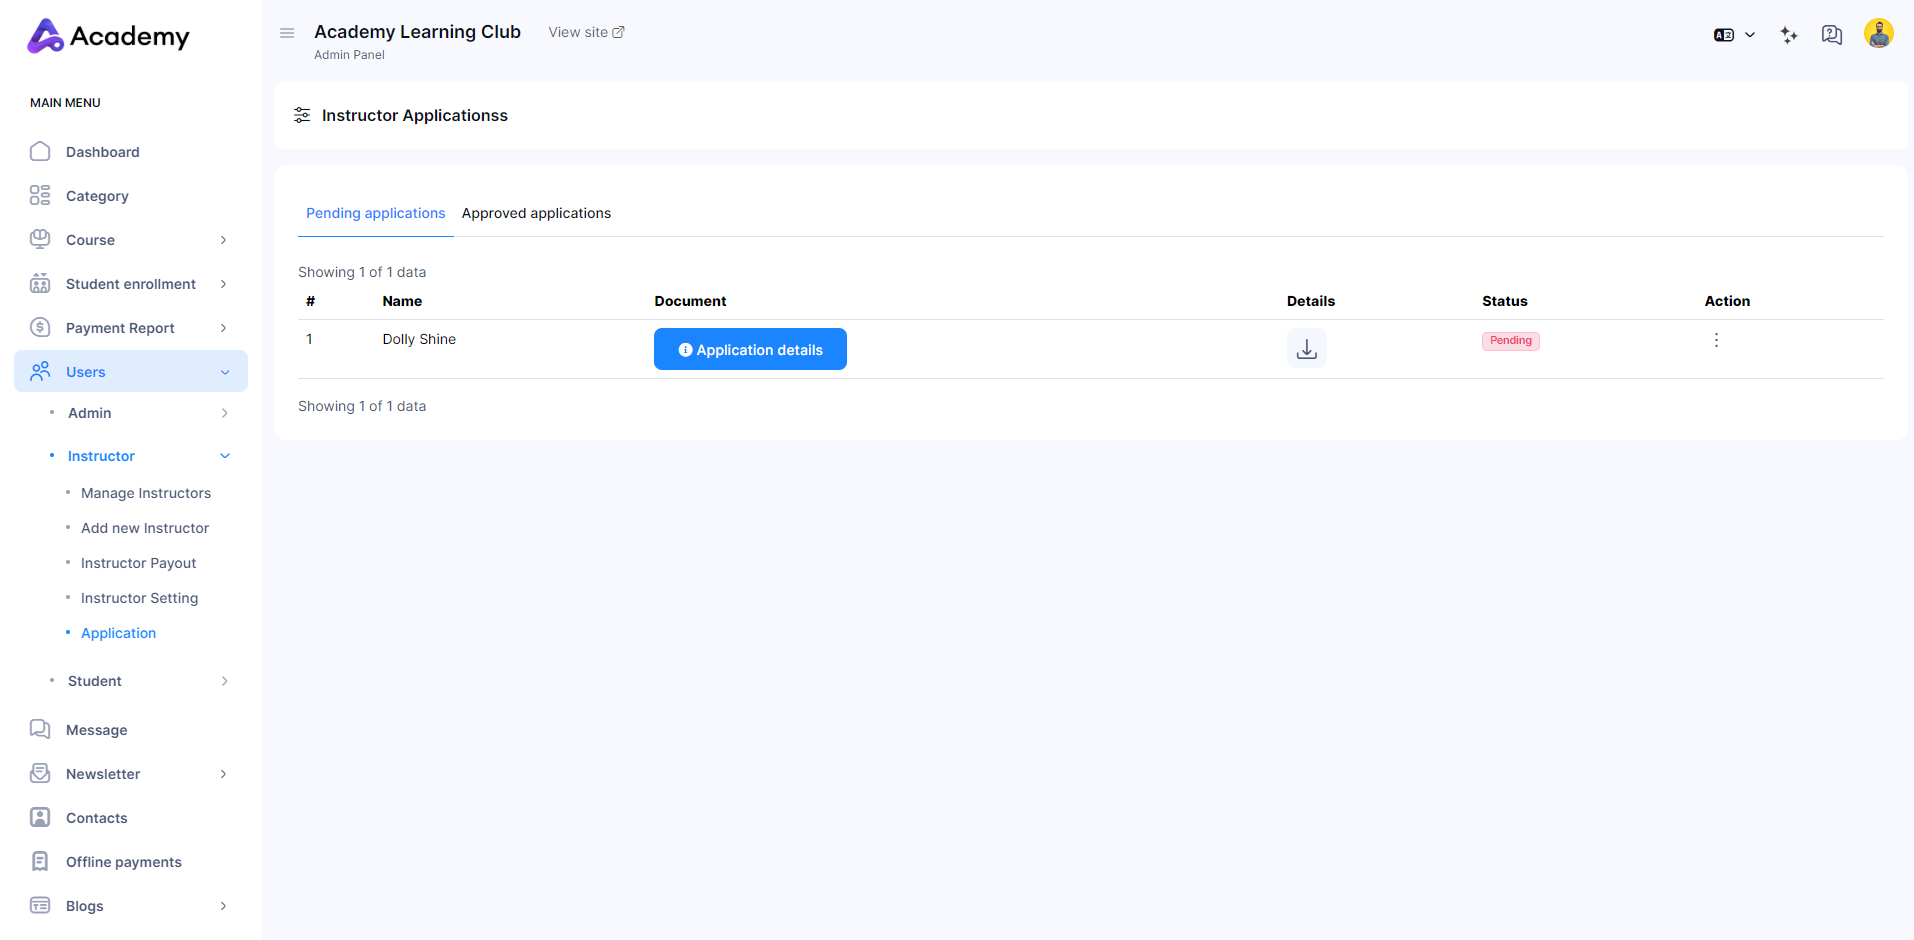 Academy
MAIN MENU
Dashboard
Category
Course
Student enrollment
Payment Report
Users
Admin
Instructor
Manage Instructors
Add new Instructor
Instructor Payout
Instructor Setting
Application
Student
Message
Newsletter
Contacts
Offline payments
Blogs
Academy Learning Club View site
Admin Panel
Instructor Applicationss
Pending applications Approved applications
Showing 1 of 1 data
# Name Document Details Status Action
1 Dolly Shine Application details Pending
Showing 1 of 1 data